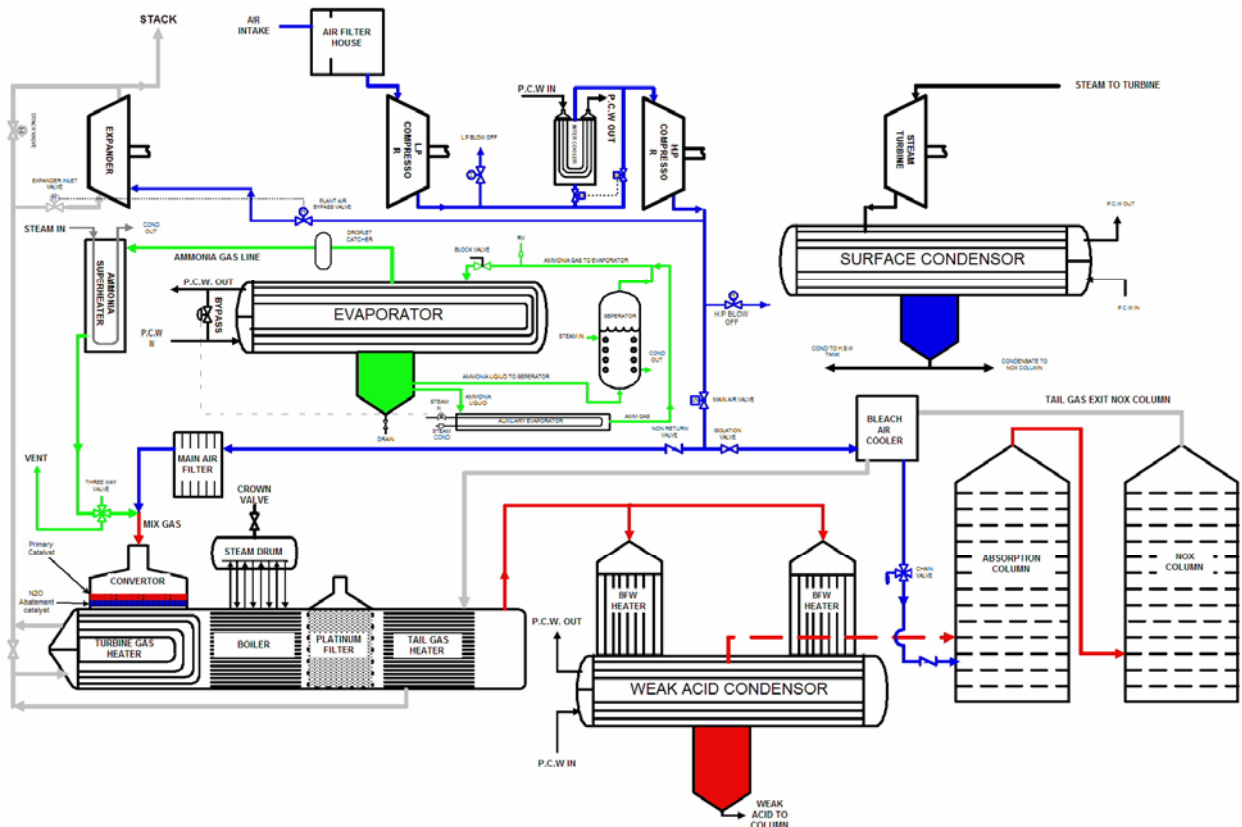 STACK
AIR
INTAKE
AIR FILTER
HOUSE
P.C.W IN
P.C.W OUT
STEAM TO TURBINE
STACK VALVE
EXPANDER
L.P
COMPRESSO
R
L.P BLOW OFF
INTER COOLER
H.P
COMPRESSO
R
STEAM
TURBINE
EXPANDER INLET
VALVE
PLANT AIR
BYPASS VALVE
P.C.W OUT
STEAM IN
COND
OUT
DROPLET
CATCHER
RV
BLOCK VALVE
AMMONIA GAS LINE
AMMONIA GAS TO EVAPORATOR
SURFACE CONDENSOR
AMMONIA
SUPERHEATER
P.C.W. OUT
BYPASS
EVAPORATOR
SEPERATOR
H.P BLOW
OFF
P.C.W IN
P.C.W
IN
STEAM IN
COND
OUT
COND TO H.S.W
TANK
CONDENSATE TO
NOX COLUMN
AMMONIA LIQUID TO SEPERATOR
AMMONIA
LIQUID
STEAM
IN
STEAM
COND
AUXILIARY EVAPORATOR
AMM GAS
MAIN AIR VALVE
DRAIN
NON RETURN
VALVE
ISOLATION
VALVE
BLEACH
AIR
COOLER
TAIL GAS EXIT NOX COLUMN
MAIN AIR
FILTER
VENT
THREE WAY
VALVE
CROWN
VALVE
MIX GAS
Primary
Catalyst
CONVERTOR
STEAM DRUM
N2O
Abatement
catalyst
BFW
HEATER
BFW
HEATER
CHAIN
VALVE
ABSORPTION
COLUMN
NOX
COLUMN
TURBINE GAS
HEATER
BOILER
PLATINUM
FILTER
TAIL GAS
HEATER
P.C.W. OUT
WEAK ACID CONDENSOR
P.C.W IN
WEAK
ACID TO
COLUMN